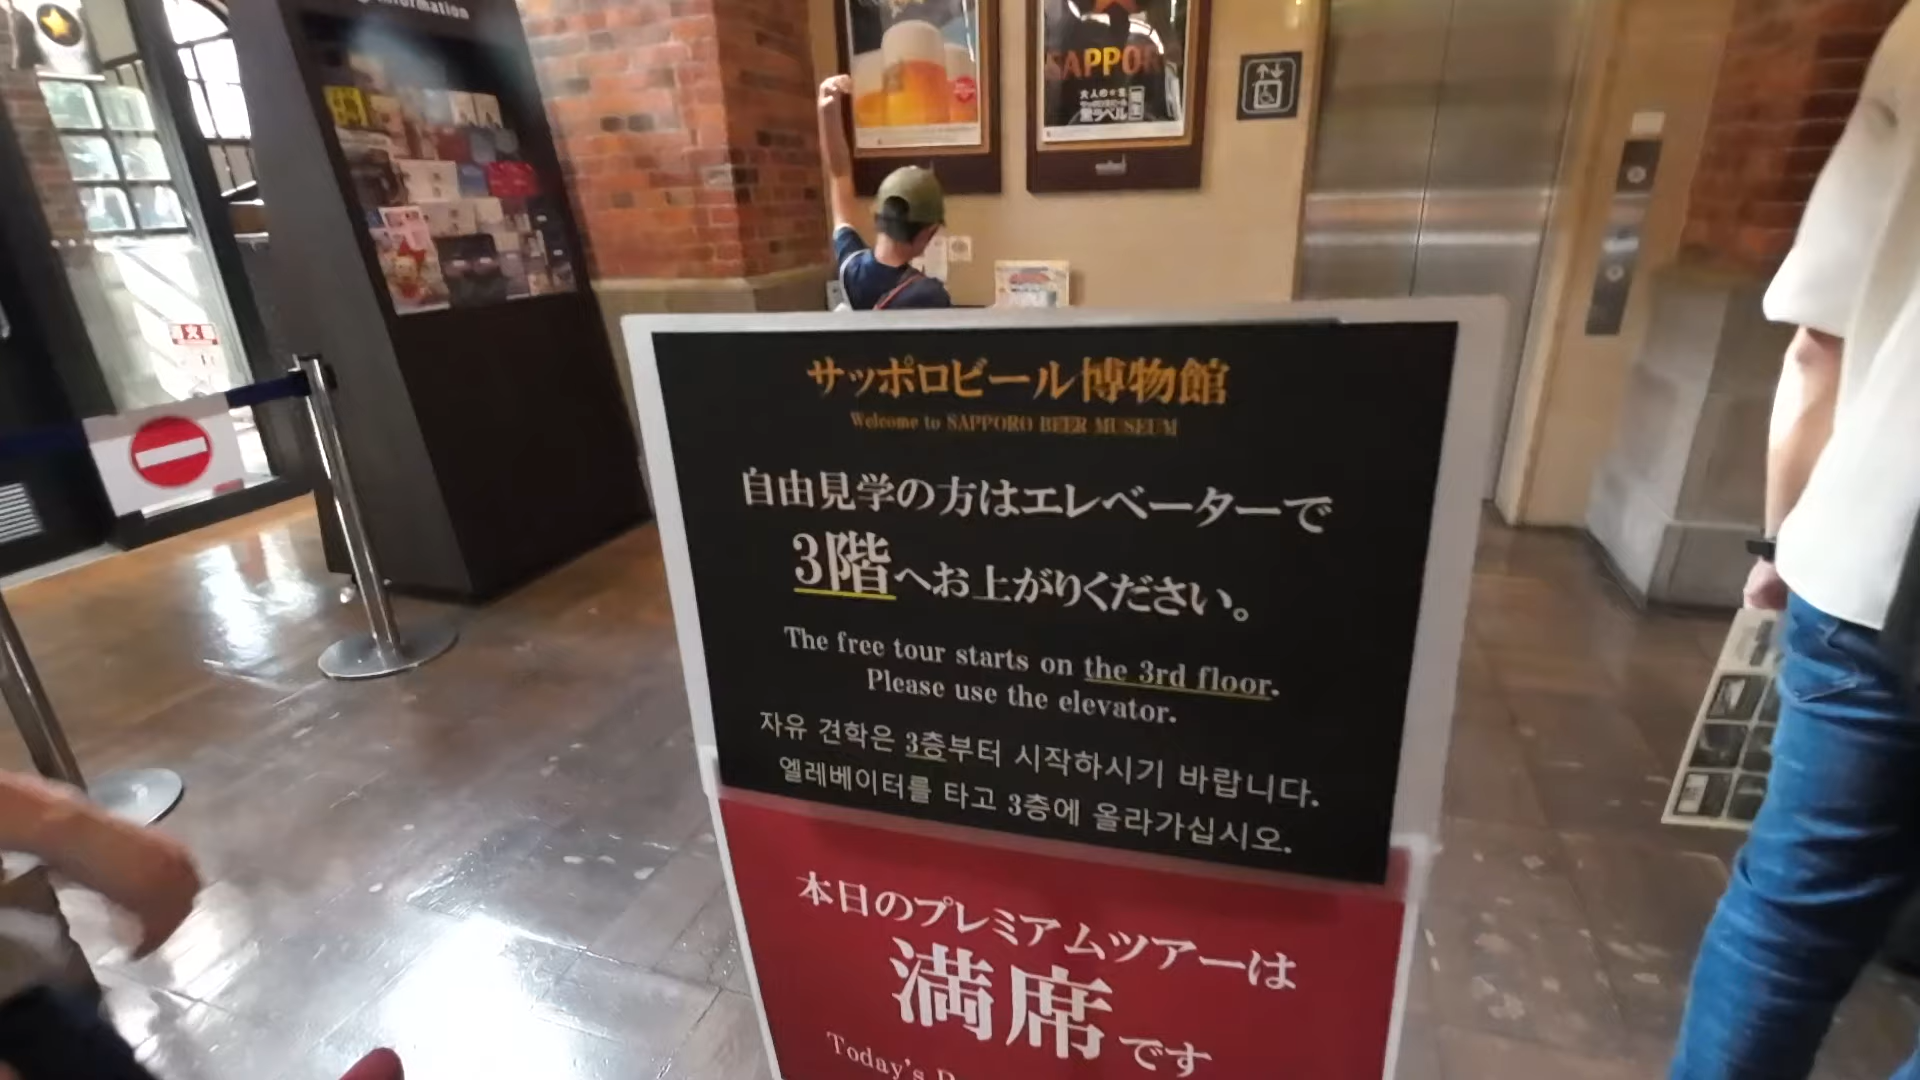 Information
SAPPORO
サッポロビール博物館
Welcome to SAPPORO BEER MUSEUM
自由見学の方はエレベーターで
3階へお上がりください。
The free tour starts on the 3rd floor.
Please use the elevator.
자유 견학은 3층부터 시작하시기 바랍니다.
엘레베이터를 타고 3층에 올라가십시오.
本日のプレミアムツアーは
満席です
Today's